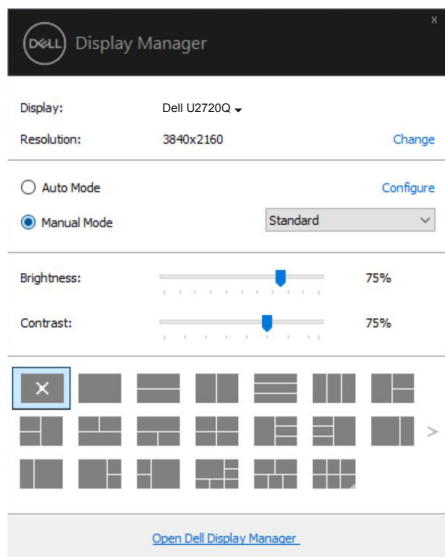 DELL Display Manager
X
Display: Dell U2720Q
Resolution: 3840x2160 Change
Auto Mode Configure
Manual Mode Standard
Brightness: 75%
Contrast: 75%
Open Dell Display Manager